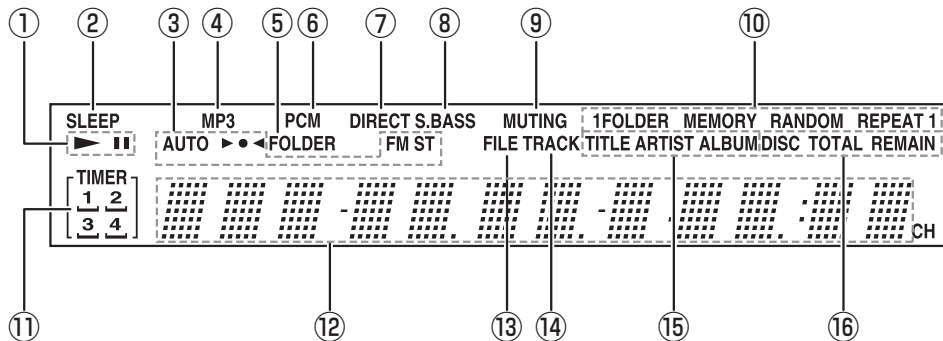 ① ② ③ ④ ⑤ ⑥ ⑦ ⑧ ⑨ ⑩
SLEEP MP3 PCM DIRECT S.BASS MUTING 1FOLDER MEMORY RANDOM REPEAT 1
AUTO FOLDER FM ST FILE TRACK TITLE ARTIST ALBUM DISC TOTAL REMAIN
TIMER
1 2
3 4
CH
⑪ ⑫ ⑬ ⑭ ⑮ ⑯